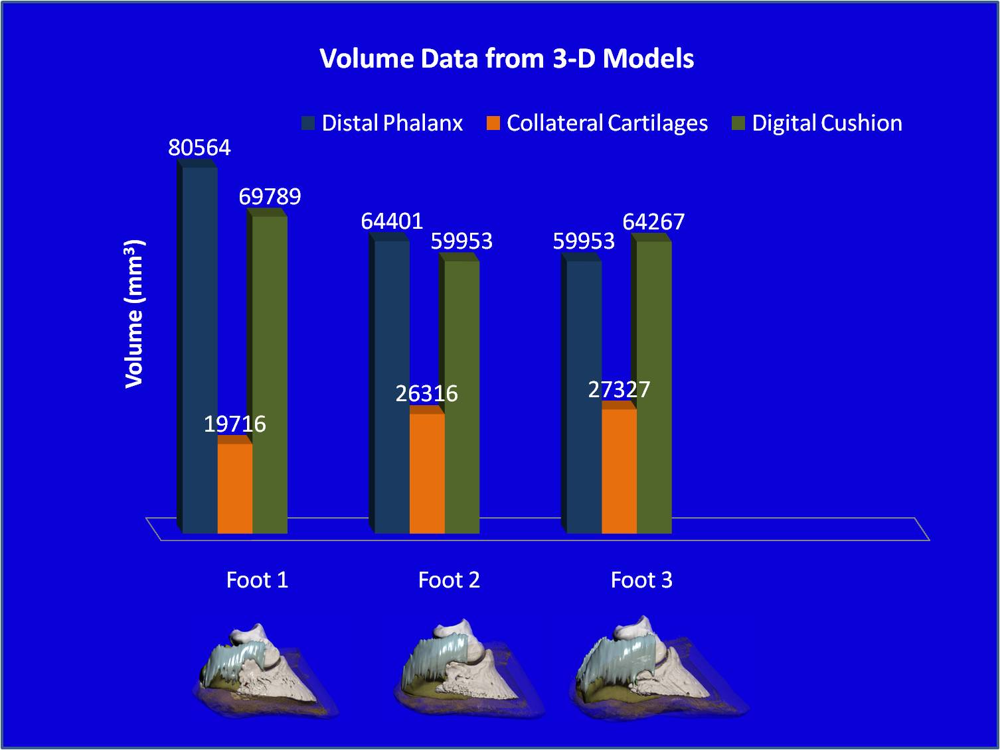 Volume Data from 3-D Models
Distal Phalanx Collateral Cartilages Digital Cushion
80564
69789
64401
59953
59953
64267
19716
26316
27327
Volume (mm³)
Foot 1 Foot 2 Foot 3